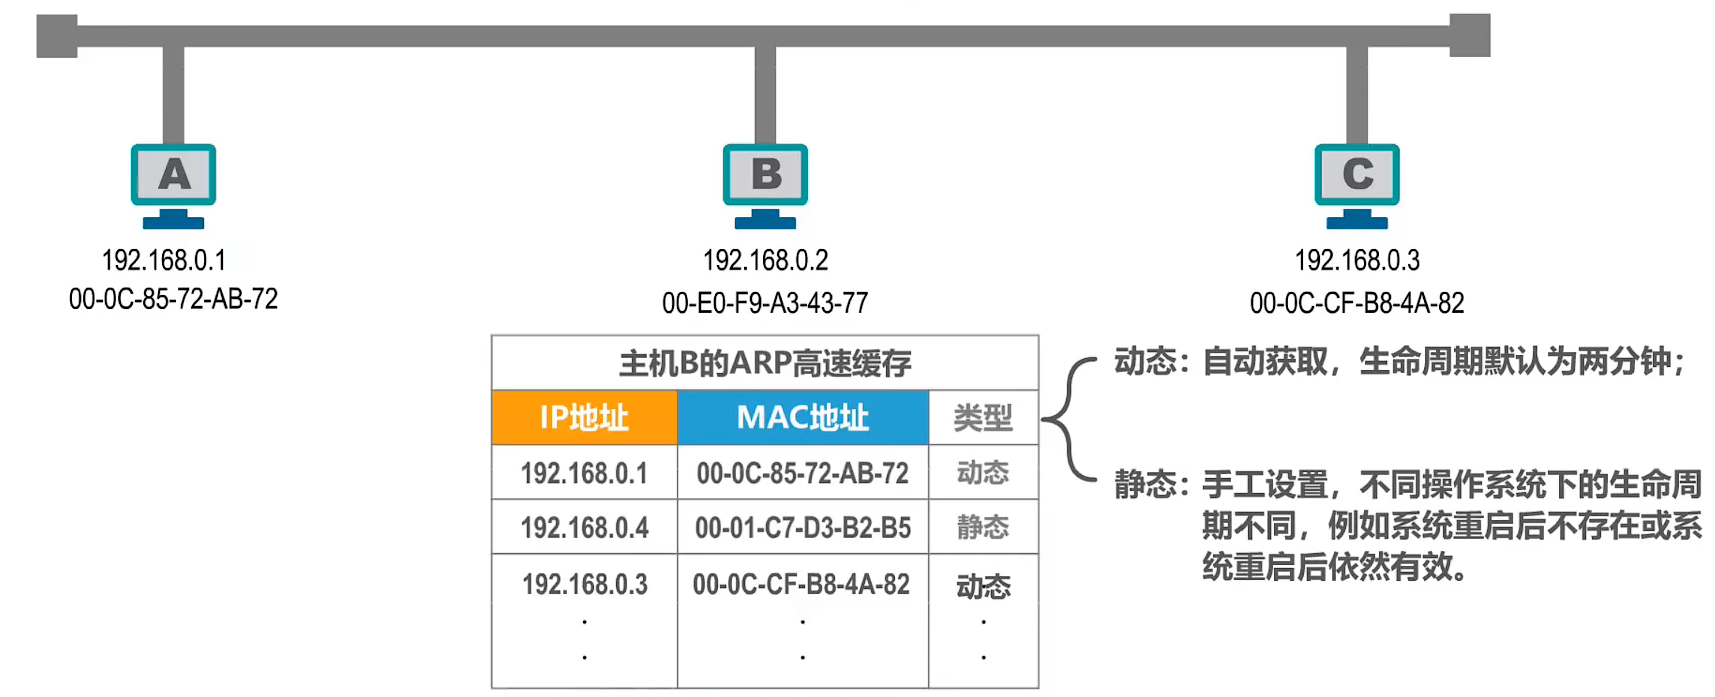 A
B
C
192.168.0.1
192.168.0.2
192.168.0.3
00-0C-85-72-AB-72
00-E0-F9-A3-43-77
00-0C-CF-B8-4A-82
主机B的ARP高速缓存
IP地址 MAC地址 类型
192.168.0.1 00-0C-85-72-AB-72 动态
192.168.0.4 00-01-C7-D3-B2-B5 静态
192.168.0.3 00-0C-CF-B8-4A-82 动态
动态：自动获取，生命周期默认为两分钟；
静态：手工设置，不同操作系统下的生命周
期不同，例如系统重启后不存在或系
统重启后依然有效。